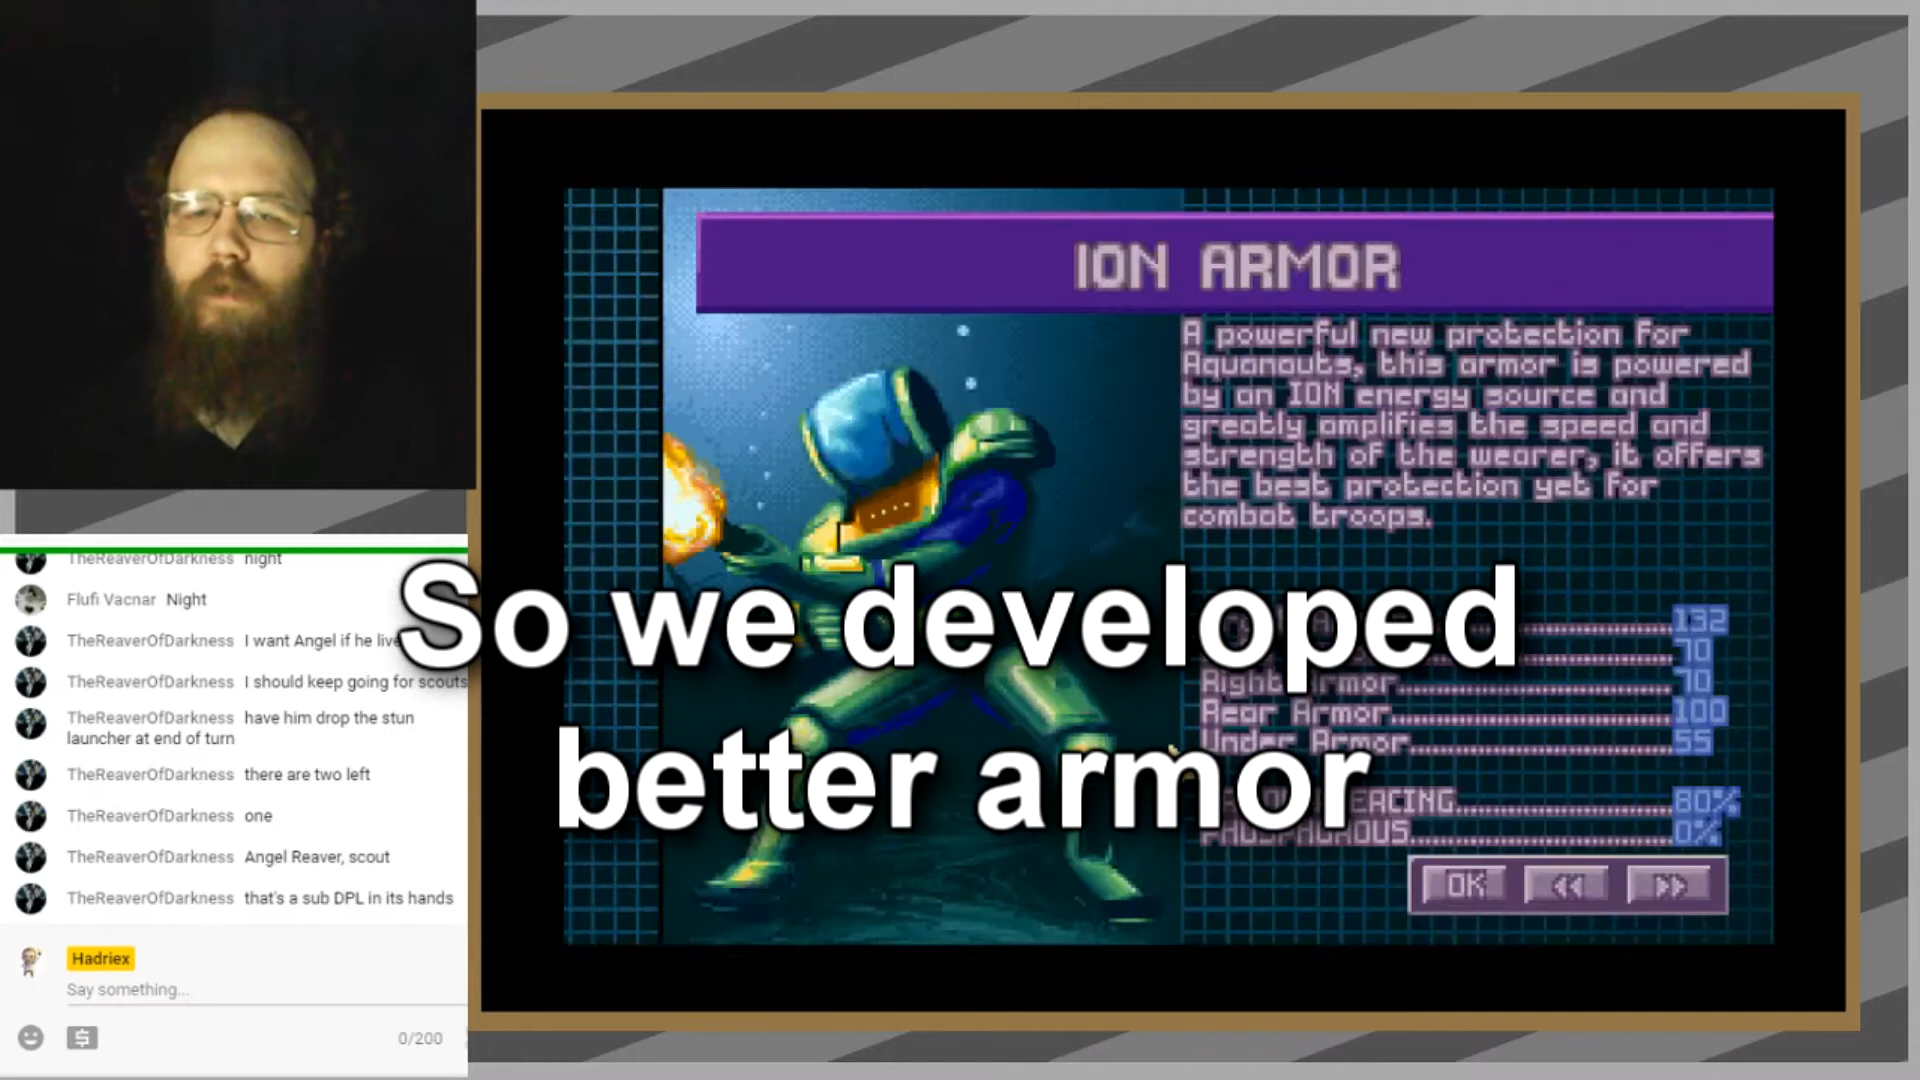 ION ARMOR
A powerful new protection for
Aquanauts, this armor is powered
by an ION energy source and
greatly amplifies the speed and
strength of the wearer, it offers
the best protection yet for
combat troops.
132
70
Right Armor 70
Rear Armor 100
Under Armor 55
80%
0%
OK
So we developed
better armor
TheReaverOfDarkness night
Flufi Vacnar Night
TheReaverOfDarkness I want Angel if he live
TheReaverOfDarkness I should keep going for scouts
TheReaverOfDarkness have him drop the stun
launcher at end of turn
TheReaverOfDarkness there are two left
TheReaverOfDarkness one
TheReaverOfDarkness Angel Reaver, scout
TheReaverOfDarkness that's a sub DPL in its hands
Hadriex
Say something...
0/200